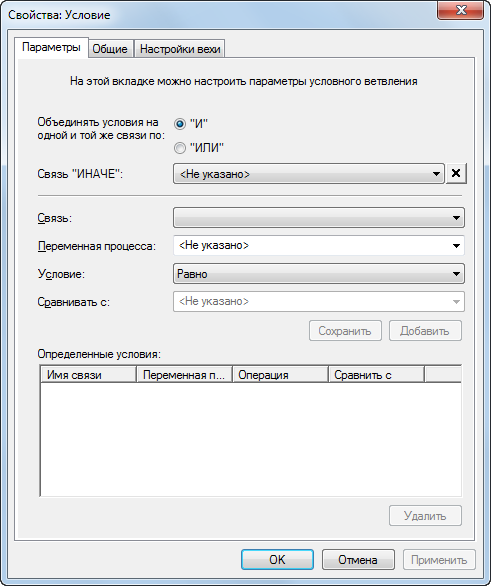 Свойства: Условие
Параметры Общие Настройки вехи
На этой вкладке можно настроить параметры условного ветвления
Объединять условия на
одной и той же связи по:
"И"
"ИЛИ"
Связь "ИНАЧЕ": <Не указано>
Связь:
Переменная процесса: <Не указано>
Условие: Равно
Сравнивать с: <Не указано>
Сохранить Добавить
Определенные условия:
Имя связи Переменная п... Операция Сравнить с
Удалить
OK Отмена Применить